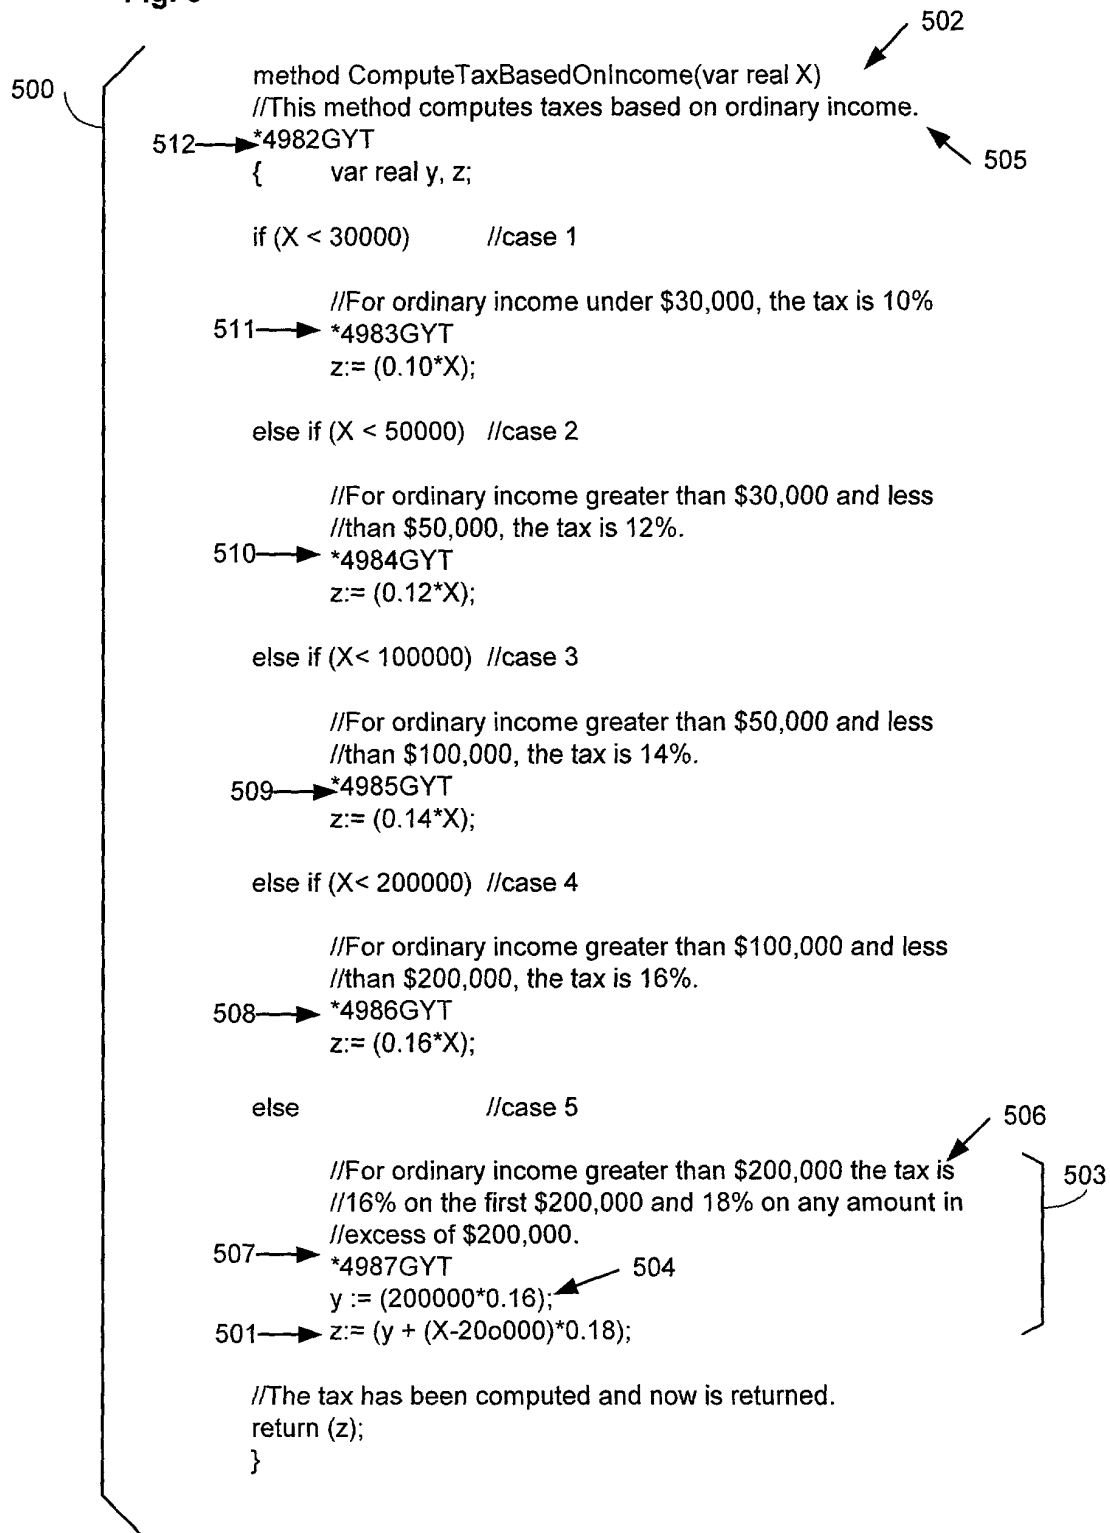 502
method ComputeTaxBasedOnIncome(var real X)
500
//This method computes taxes based on ordinary income.
512 *4982GYT
505
{ var real y, z;
if (X < 30000) //case 1
//For ordinary income under $30,000, the tax is 10%
511 *4983GYT
z:= (0.10*X);
else if (X < 50000) //case 2
//For ordinary income greater than $30,000 and less
//than $50,000, the tax is 12%.
510 *4984GYT
z:= (0.12*X);
else if (X< 100000) //case 3
//For ordinary income greater than $50,000 and less
//than $100,000, the tax is 14%.
509 *4985GYT
z:= (0.14*X);
else if (X< 200000) //case 4
//For ordinary income greater than $100,000 and less
//than $200,000, the tax is 16%.
508 *4986GYT
z:= (0.16*X);
else //case 5
506
//For ordinary income greater than $200,000 the tax is
503
//16% on the first $200,000 and 18% on any amount in
//excess of $200,000.
507 *4987GYT
504
y := (200000*0.16);
501 z:= (y + (X-20o000)*0.18);
//The tax has been computed and now is returned.
return (z);
}